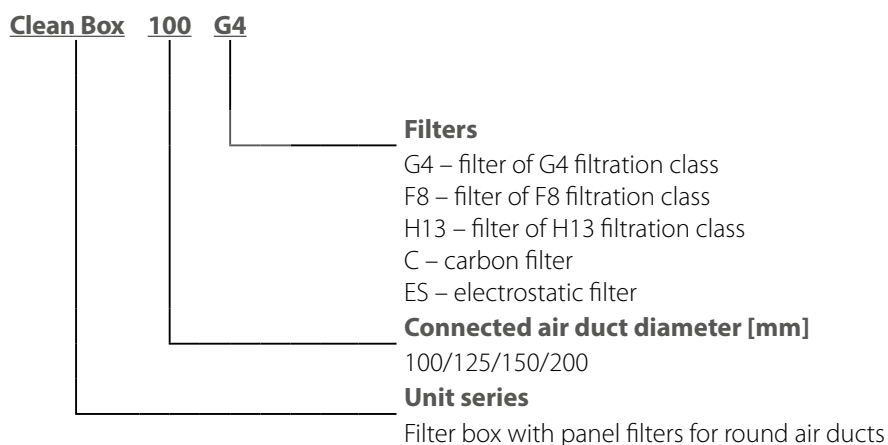 Clean Box 100 G4
Filters
G4 – filter of G4 filtration class
F8 – filter of F8 filtration class
H13 – filter of H13 filtration class
C – carbon filter
ES – electrostatic filter
Connected air duct diameter [mm]
100/125/150/200
Unit series
Filter box with panel filters for round air ducts